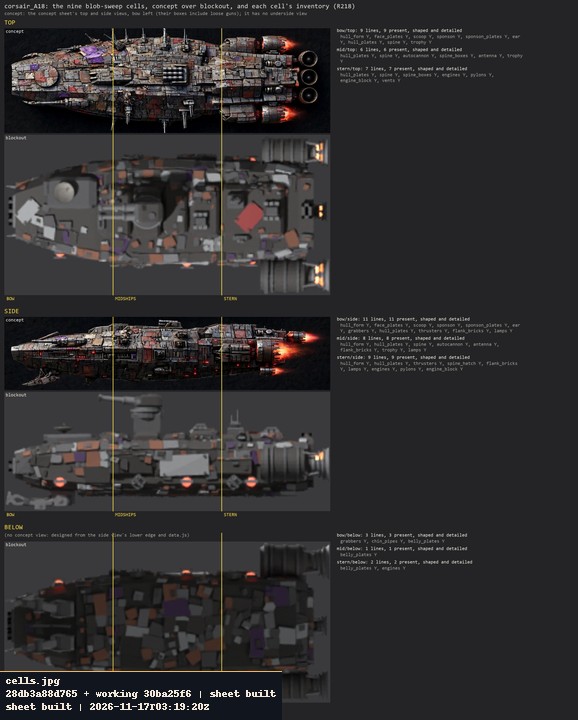 corsair_A18: the nine blob-sweep cells, concept over blockout, and each cell's inventory (R218)
concept: the concept sheet's top and side views, bow left (their boxes include loose guns); it has no underside view
TOP
concept
bow/top: 9 lines, 9 present, shaped and detailed
hull_form Y, face_plates Y, scoop Y, sponson Y, sponson_plates Y, ear
Y, hull_plates Y, spine Y, trophy Y
mid/top: 6 lines, 6 present, shaped and detailed
hull_plates Y, spine Y, autocannon Y, spine_boxes Y, antenna Y, trophy
Y
stern/top: 7 lines, 7 present, shaped and detailed
hull_plates Y, spine Y, spine_boxes Y, engines Y, pylons Y,
engine_block Y, vents Y
blockout
BOW
MIDSHIPS
STERN
SIDE
concept
bow/side: 11 lines, 11 present, shaped and detailed
hull_form Y, face_plates Y, scoop Y, sponson Y, sponson_plates Y, ear
Y, grabbers Y, hull_plates Y, thrusters Y, flank_bricks Y, lamps Y
mid/side: 8 lines, 8 present, shaped and detailed
hull_form Y, hull_plates Y, spine Y, autocannon Y, antenna Y,
flank_bricks Y, trophy Y, lamps Y
stern/side: 9 lines, 9 present, shaped and detailed
hull_form Y, hull_plates Y, thrusters Y, spine_hatch Y, flank_bricks
Y, lamps Y, engines Y, pylons Y, engine_block Y
blockout
BOW
MIDSHIPS
STERN
BELOW
(no concept view: designed from the side view's lower edge and data.js)
blockout
bow/below: 3 lines, 3 present, shaped and detailed
grabbers Y, chin_pipes Y, belly_plates Y
mid/below: 1 lines, 1 present, shaped and detailed
belly_plates Y
stern/below: 2 lines, 2 present, shaped and detailed
belly_plates Y, engines Y
cells.jpg
28db3a88d765 + working 30ba25f6 | sheet built
sheet built | 2026-11-17T03:19:20Z